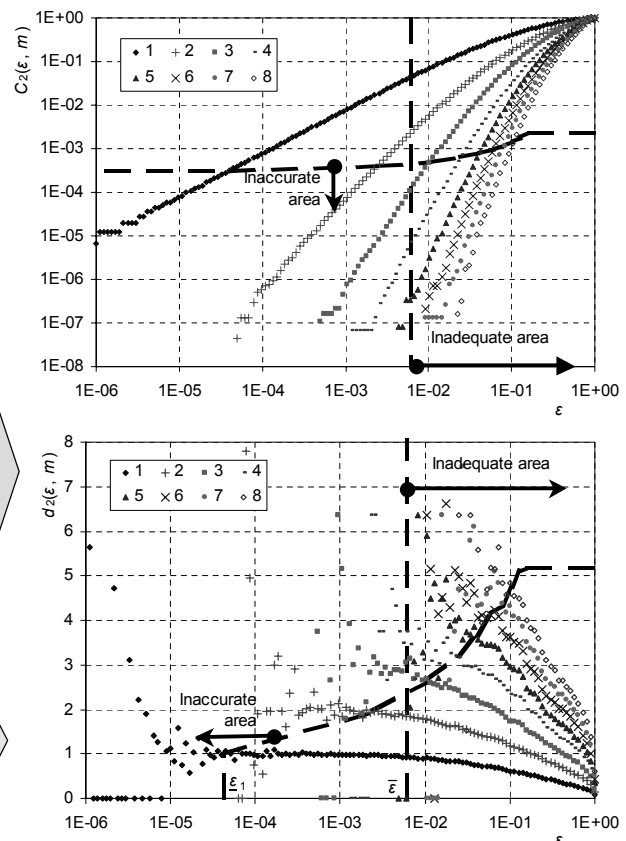 C2(ε, m)
1E+00
1E-01
1E-02
1E-03
1E-04
1E-05
1E-06
1E-07
1E-08
1 2 3 4
5 6 7 8
Inaccurate
area
Inadequate area
1E-06 1E-05 1E-04 1E-03 1E-02 1E-01 1E+00
ε
d2(ε, m)
8
7
6
5
4
3
2
1
0
1 2 3 4
5 6 7 8
Inadequate area
Inaccurate
area
ε1
ε̅
1E-06 1E-05 1E-04 1E-03 1E-02 1E-01 1E+00
ε